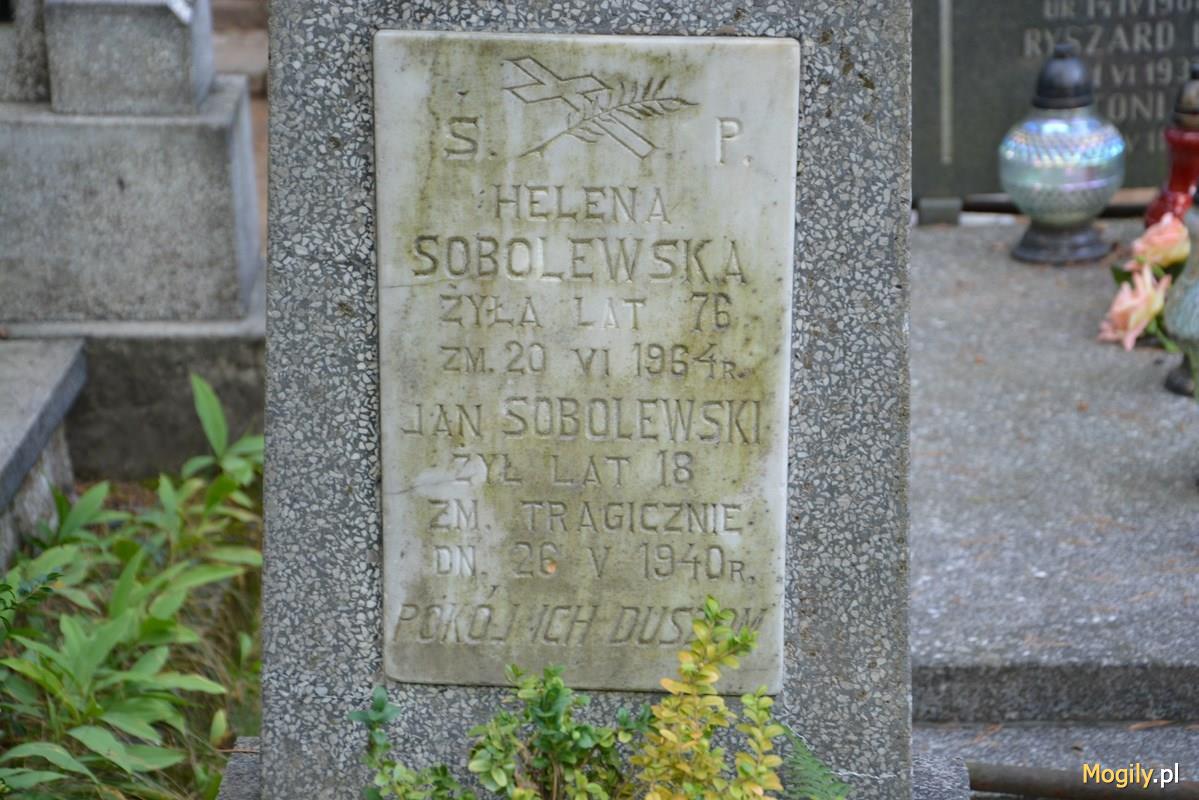 Ś. P.
HELENA
SOBOLEWSKA
ŻYŁA LAT 76
ZM. 20 VI 1964 R.
JAN SOBOLEWSKI
ŻYŁ LAT 18
ZM. TRAGICZNIE
DN. 26 V 1940 R.
POKÓJ ICH DUSZOM
RYSZARD
Mogily.pl